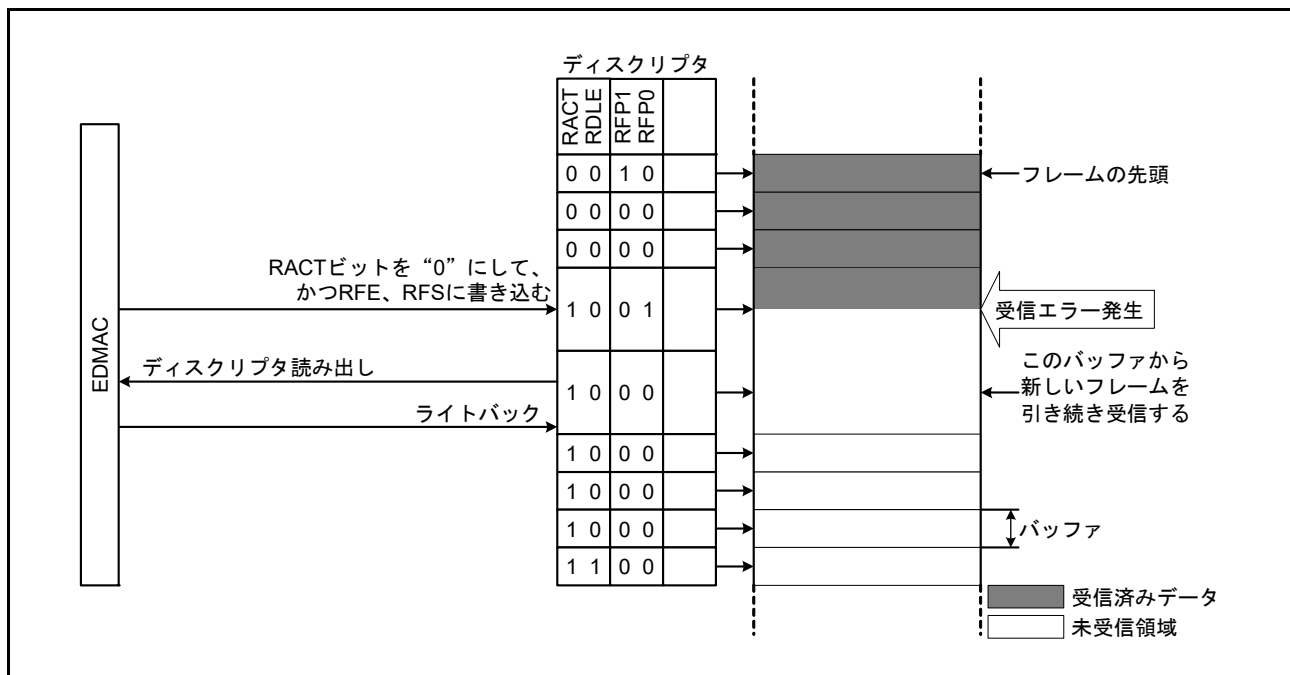 ディスクリプタ
RACT
RDLE
RFP1
RFP0
0 0 1 0
フレームの先頭
0 0 0 0
0 0 0 0
RACTビットを“0”にして、
かつRFE、RFSに書き込む
1 0 0 1
受信エラー発生
EDMAC
ディスクリプタ読み出し
ライトバック
1 0 0 0
このバッファから
新しいフレームを
引き続き受信する
1 0 0 0
1 0 0 0
1 0 0 0
バッファ
1 1 0 0
受信済みデータ
未受信領域